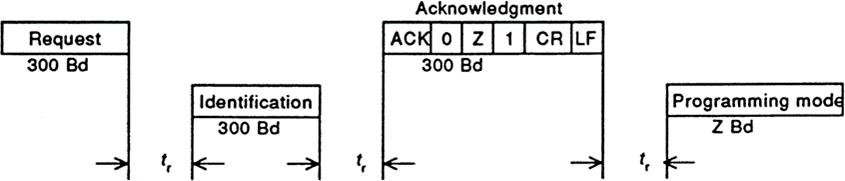 Acknowledgment
Request
ACK 0 Z 1 CR LF
300 Bd
300 Bd
Identification
Programming mode
300 Bd
Z Bd
tr
tr
tr